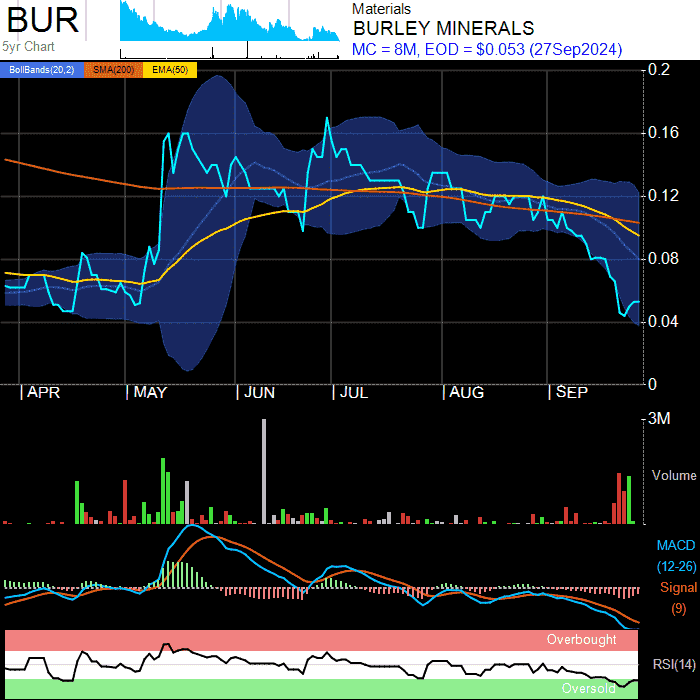 BUR
5yr Chart
Materials
BURLEY MINERALS
MC = 8M, EOD = $0.053 (27Sep2024)
BollBands(20,2) SMA(200) EMA(50)
0.2
0.16
0.12
0.08
0.04
0
APR MAY JUN JUL AUG SEP
3M
Volume
MACD
(12-26)
Signal
(9)
Overbought
RSI(14)
Oversold